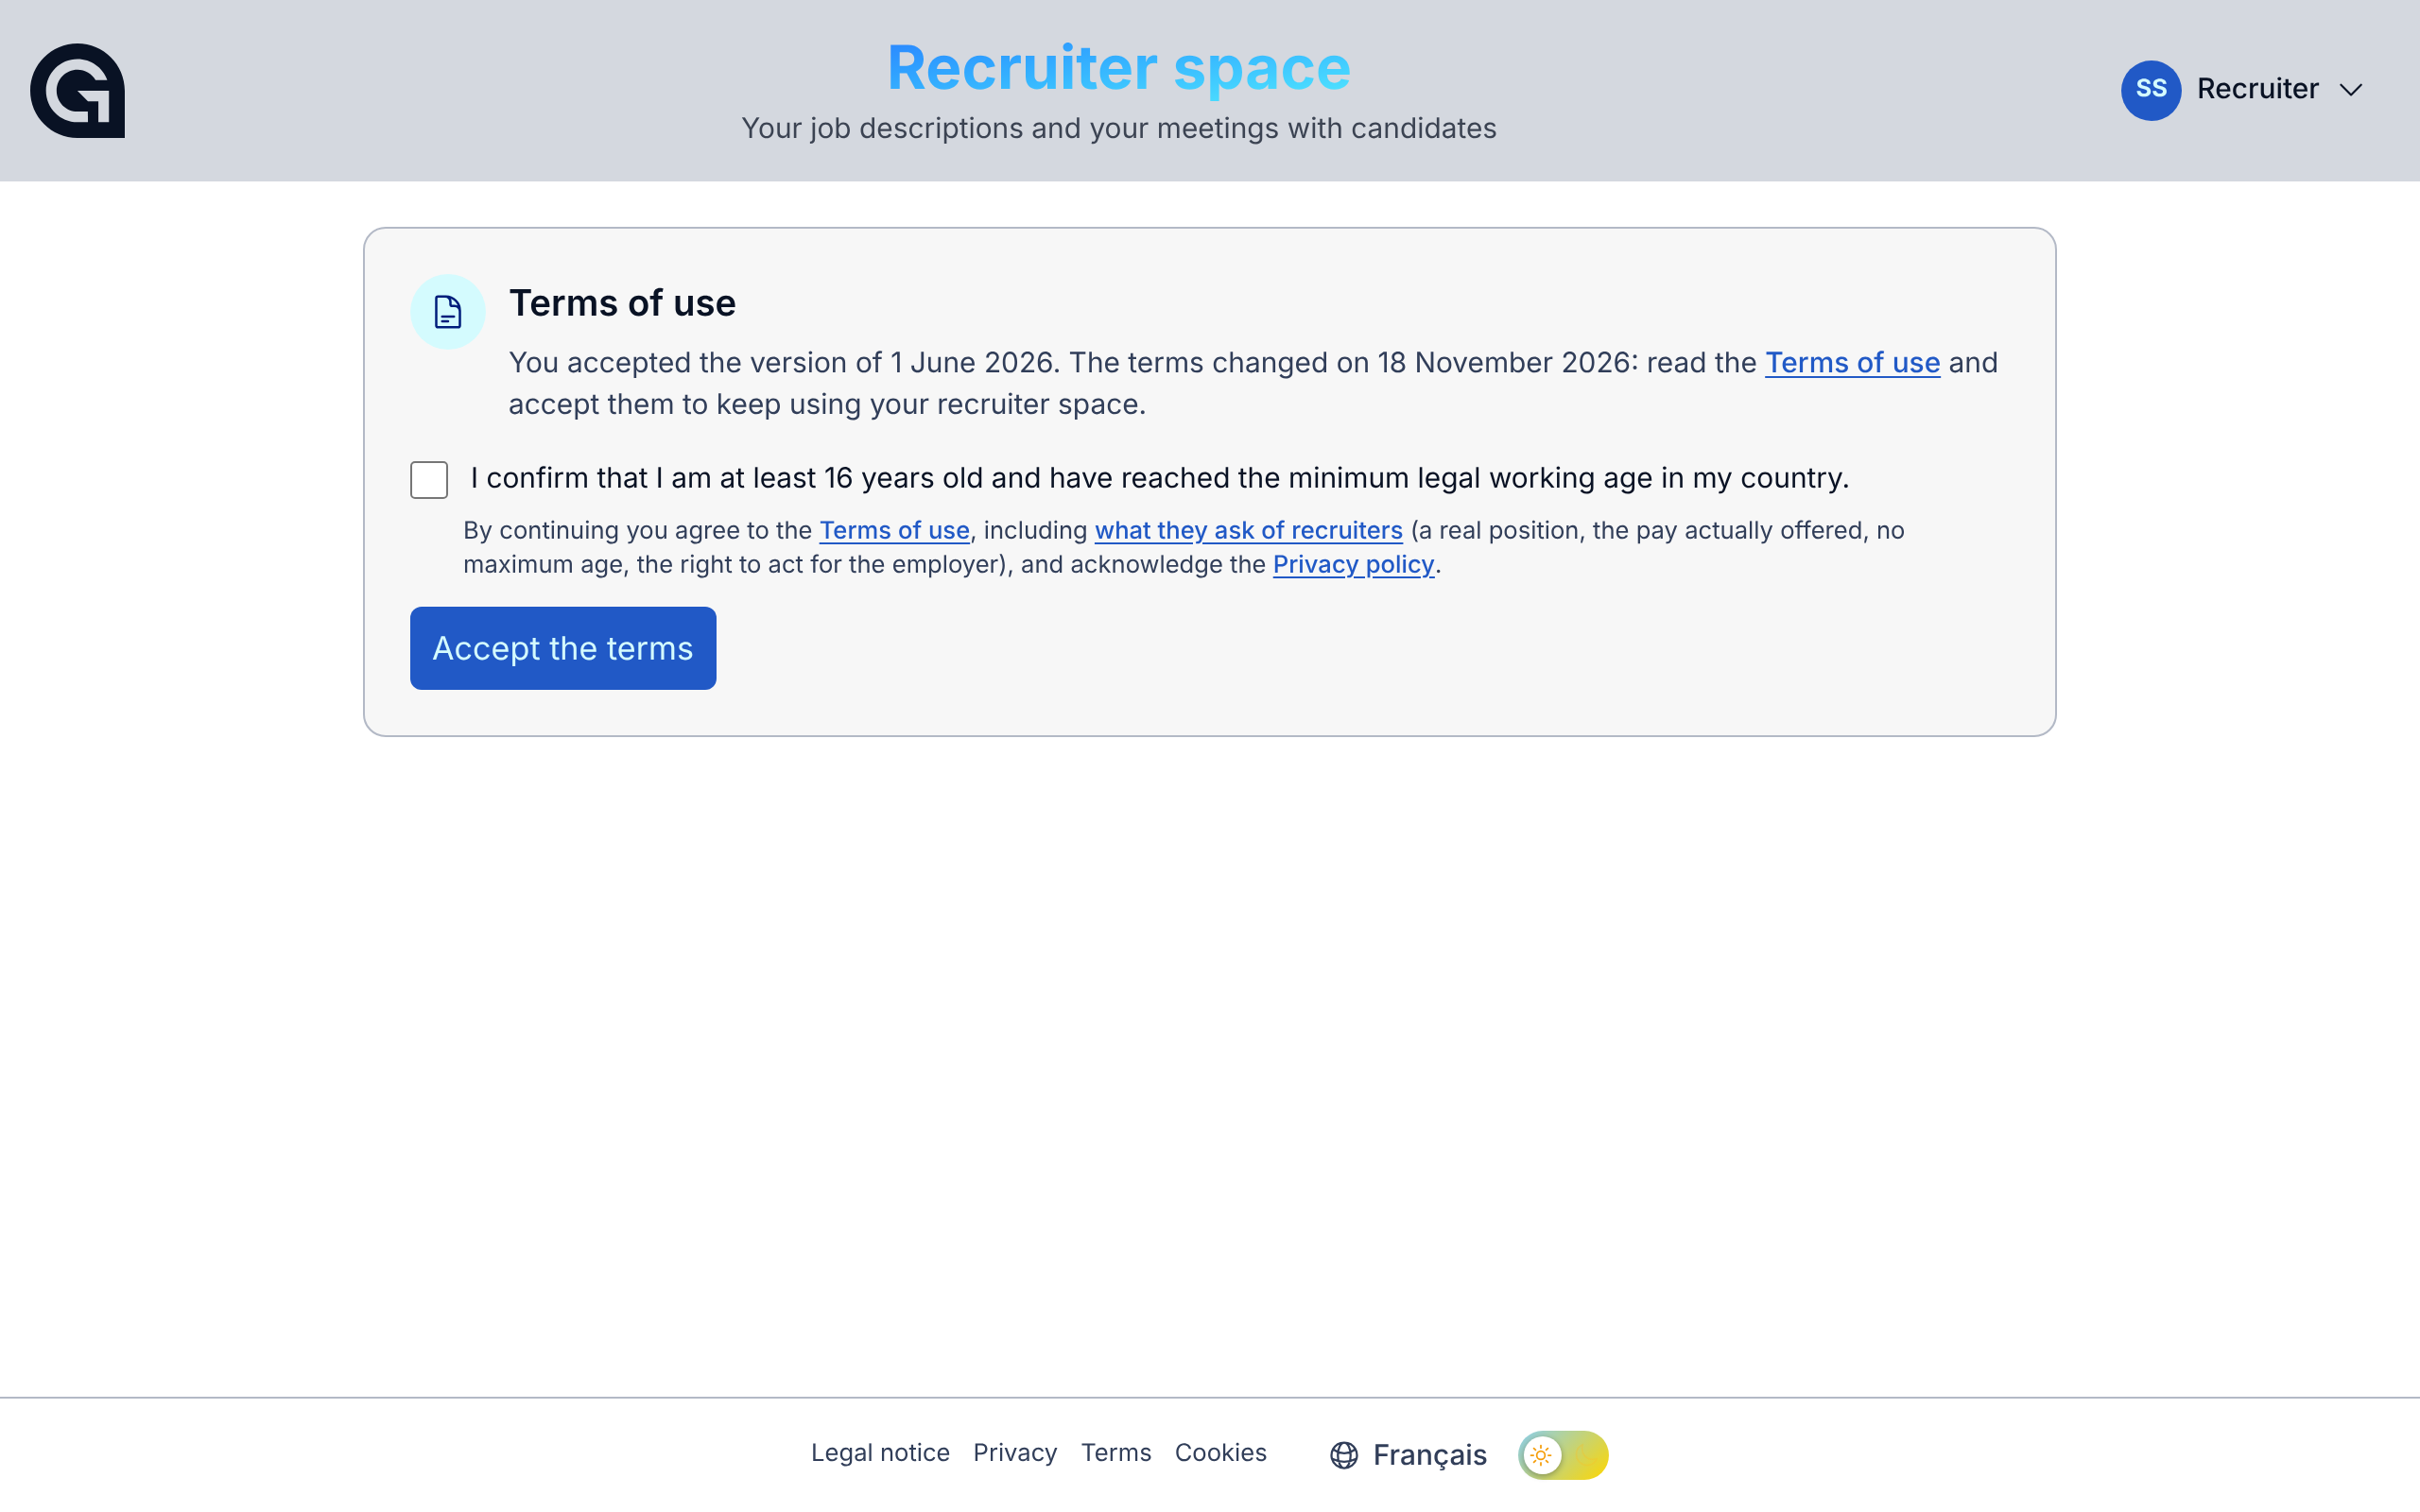 Recruiter space
Your job descriptions and your meetings with candidates
SS Recruiter
Terms of use
You accepted the version of 1 June 2026. The terms changed on 18 November 2026: read the Terms of use and
accept them to keep using your recruiter space.
I confirm that I am at least 16 years old and have reached the minimum legal working age in my country.
By continuing you agree to the Terms of use, including what they ask of recruiters (a real position, the pay actually offered, no
maximum age, the right to act for the employer), and acknowledge the Privacy policy.
Accept the terms
Legal notice Privacy Terms Cookies Français